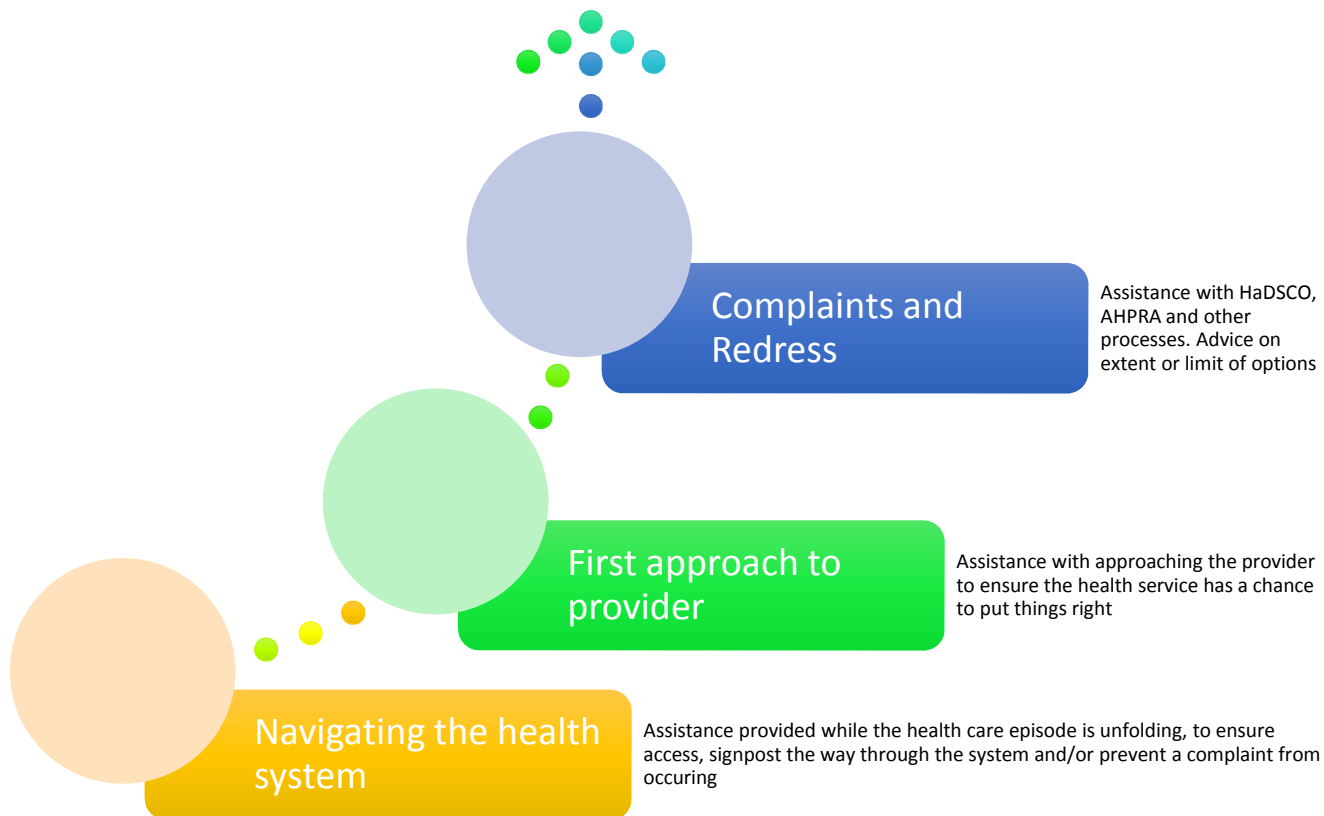 Complaints and
Redress
Assistance with HaDSCO,
AHPRA and other
processes. Advice on
extent or limit of options
First approach to
provider
Assistance with approaching the provider
to ensure the health service has a chance
to put things right
Navigating the health
system
Assistance provided while the health care episode is unfolding, to ensure
access, signpost the way through the system and/or prevent a complaint from
occuring